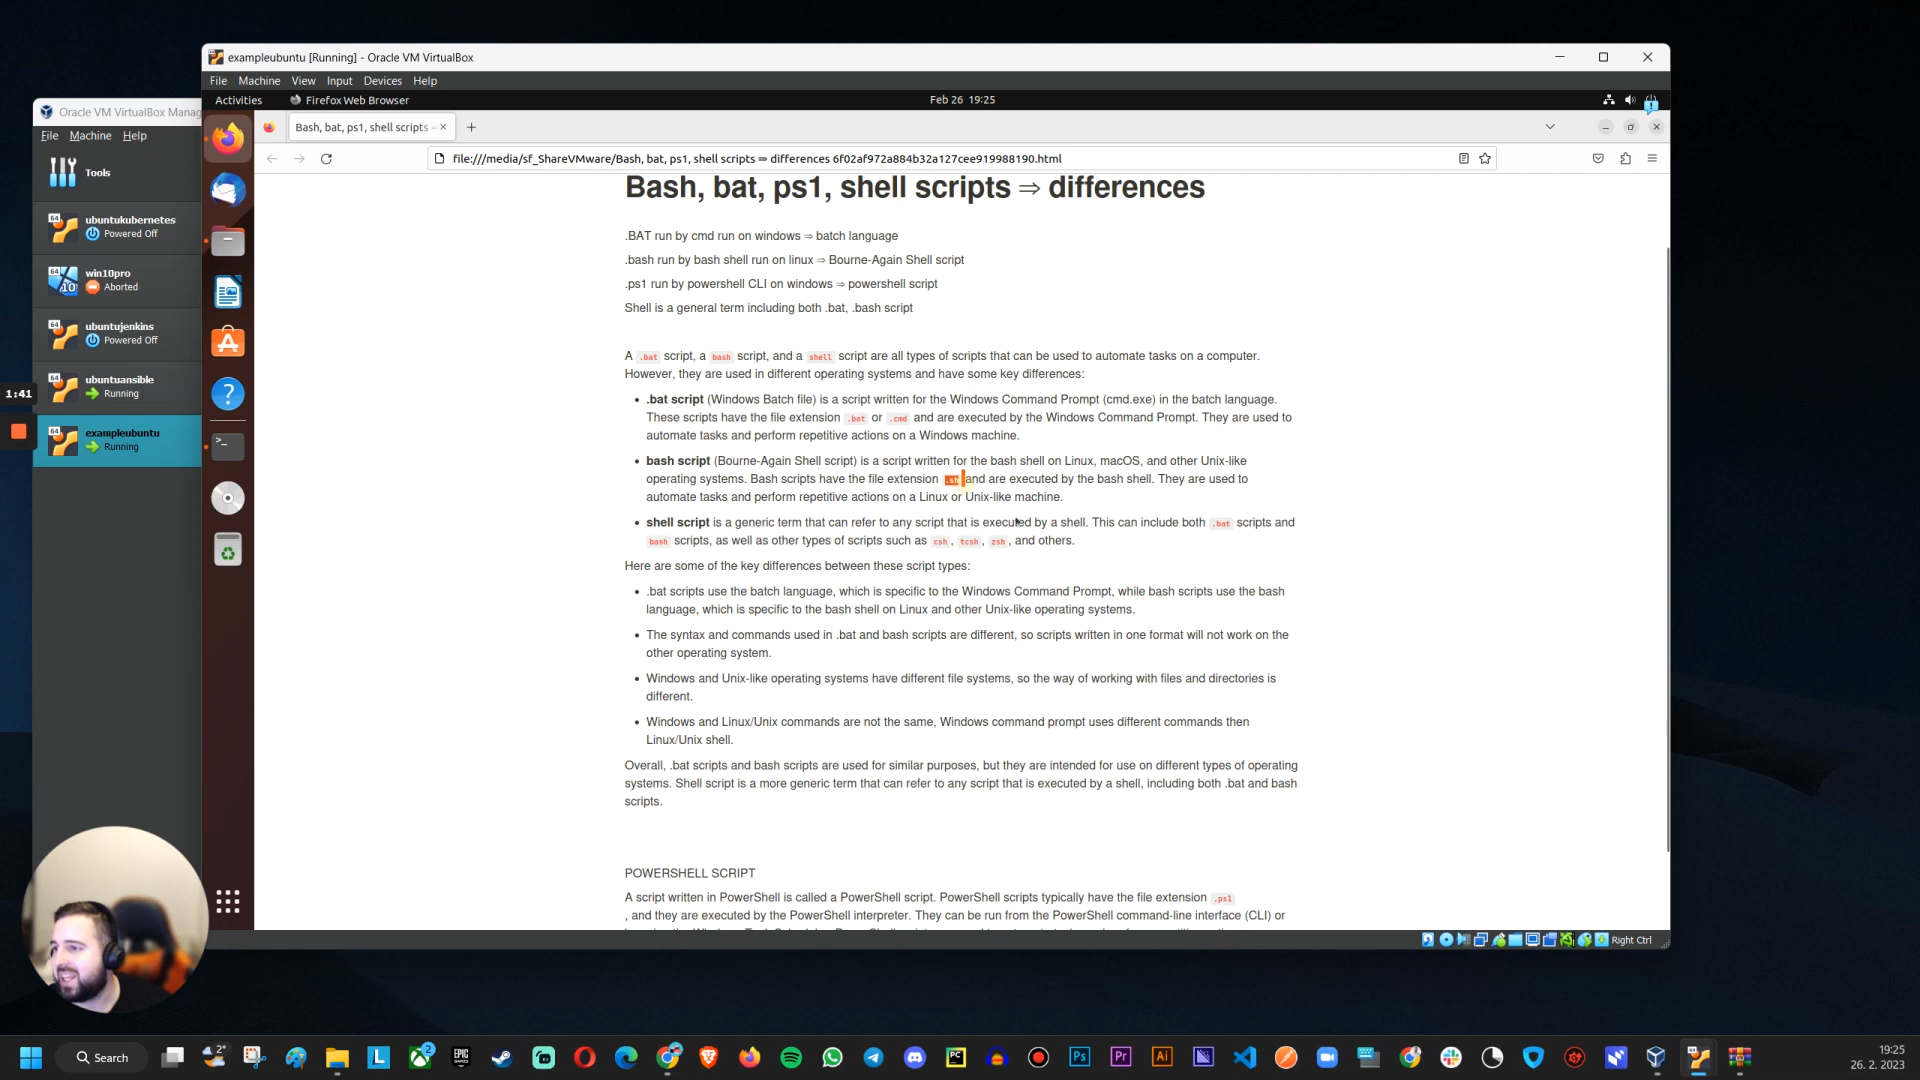 exampleubuntu [Running] - Oracle VM VirtualBox
File Machine View Input Devices Help
Activities Firefox Web Browser Feb 26 19:25
Oracle VM VirtualBox Manag
File Machine Help
Bash, bat, ps1, shell scripts
file:///media/sf_ShareVMware/Bash, bat, ps1, shell scripts ⇒ differences 6f02af972a884b32a127cee919988190.html
Tools
ubuntukubernetes
Powered Off
win10pro
Aborted
ubuntujenkins
Powered Off
ubuntuansible
Running
exampleubuntu
Running
1:41
Bash, bat, ps1, shell scripts ⇒ differences
.BAT run by cmd run on windows ⇒ batch language
.bash run by bash shell run on linux ⇒ Bourne-Again Shell script
.ps1 run by powershell CLI on windows ⇒ powershell script
Shell is a general term including both .bat, .bash script
A .bat script, a bash script, and a shell script are all types of scripts that can be used to automate tasks on a computer.
However, they are used in different operating systems and have some key differences:
• .bat script (Windows Batch file) is a script written for the Windows Command Prompt (cmd.exe) in the batch language.
These scripts have the file extension .bat or .cmd and are executed by the Windows Command Prompt. They are used to
automate tasks and perform repetitive actions on a Windows machine.
• bash script (Bourne-Again Shell script) is a script written for the bash shell on Linux, macOS, and other Unix-like
operating systems. Bash scripts have the file extension .sh and are executed by the bash shell. They are used to
automate tasks and perform repetitive actions on a Linux or Unix-like machine.
• shell script is a generic term that can refer to any script that is executed by a shell. This can include both .bat scripts and
bash scripts, as well as other types of scripts such as csh, tcsh, zsh, and others.
Here are some of the key differences between these script types:
• .bat scripts use the batch language, which is specific to the Windows Command Prompt, while bash scripts use the bash
language, which is specific to the bash shell on Linux and other Unix-like operating systems.
• The syntax and commands used in .bat and bash scripts are different, so scripts written in one format will not work on the
other operating system.
• Windows and Unix-like operating systems have different file systems, so the way of working with files and directories is
different.
• Windows and Linux/Unix commands are not the same, Windows command prompt uses different commands then
Linux/Unix shell.
Overall, .bat scripts and bash scripts are used for similar purposes, but they are intended for use on different types of operating
systems. Shell script is a more generic term that can refer to any script that is executed by a shell, including both .bat and bash
scripts.
POWERSHELL SCRIPT
A script written in PowerShell is called a PowerShell script. PowerShell scripts typically have the file extension .ps1
, and they are executed by the PowerShell interpreter. They can be run from the PowerShell command-line interface (CLI) or
Right Ctrl
Search
2°
2
19:25
26. 2. 2023